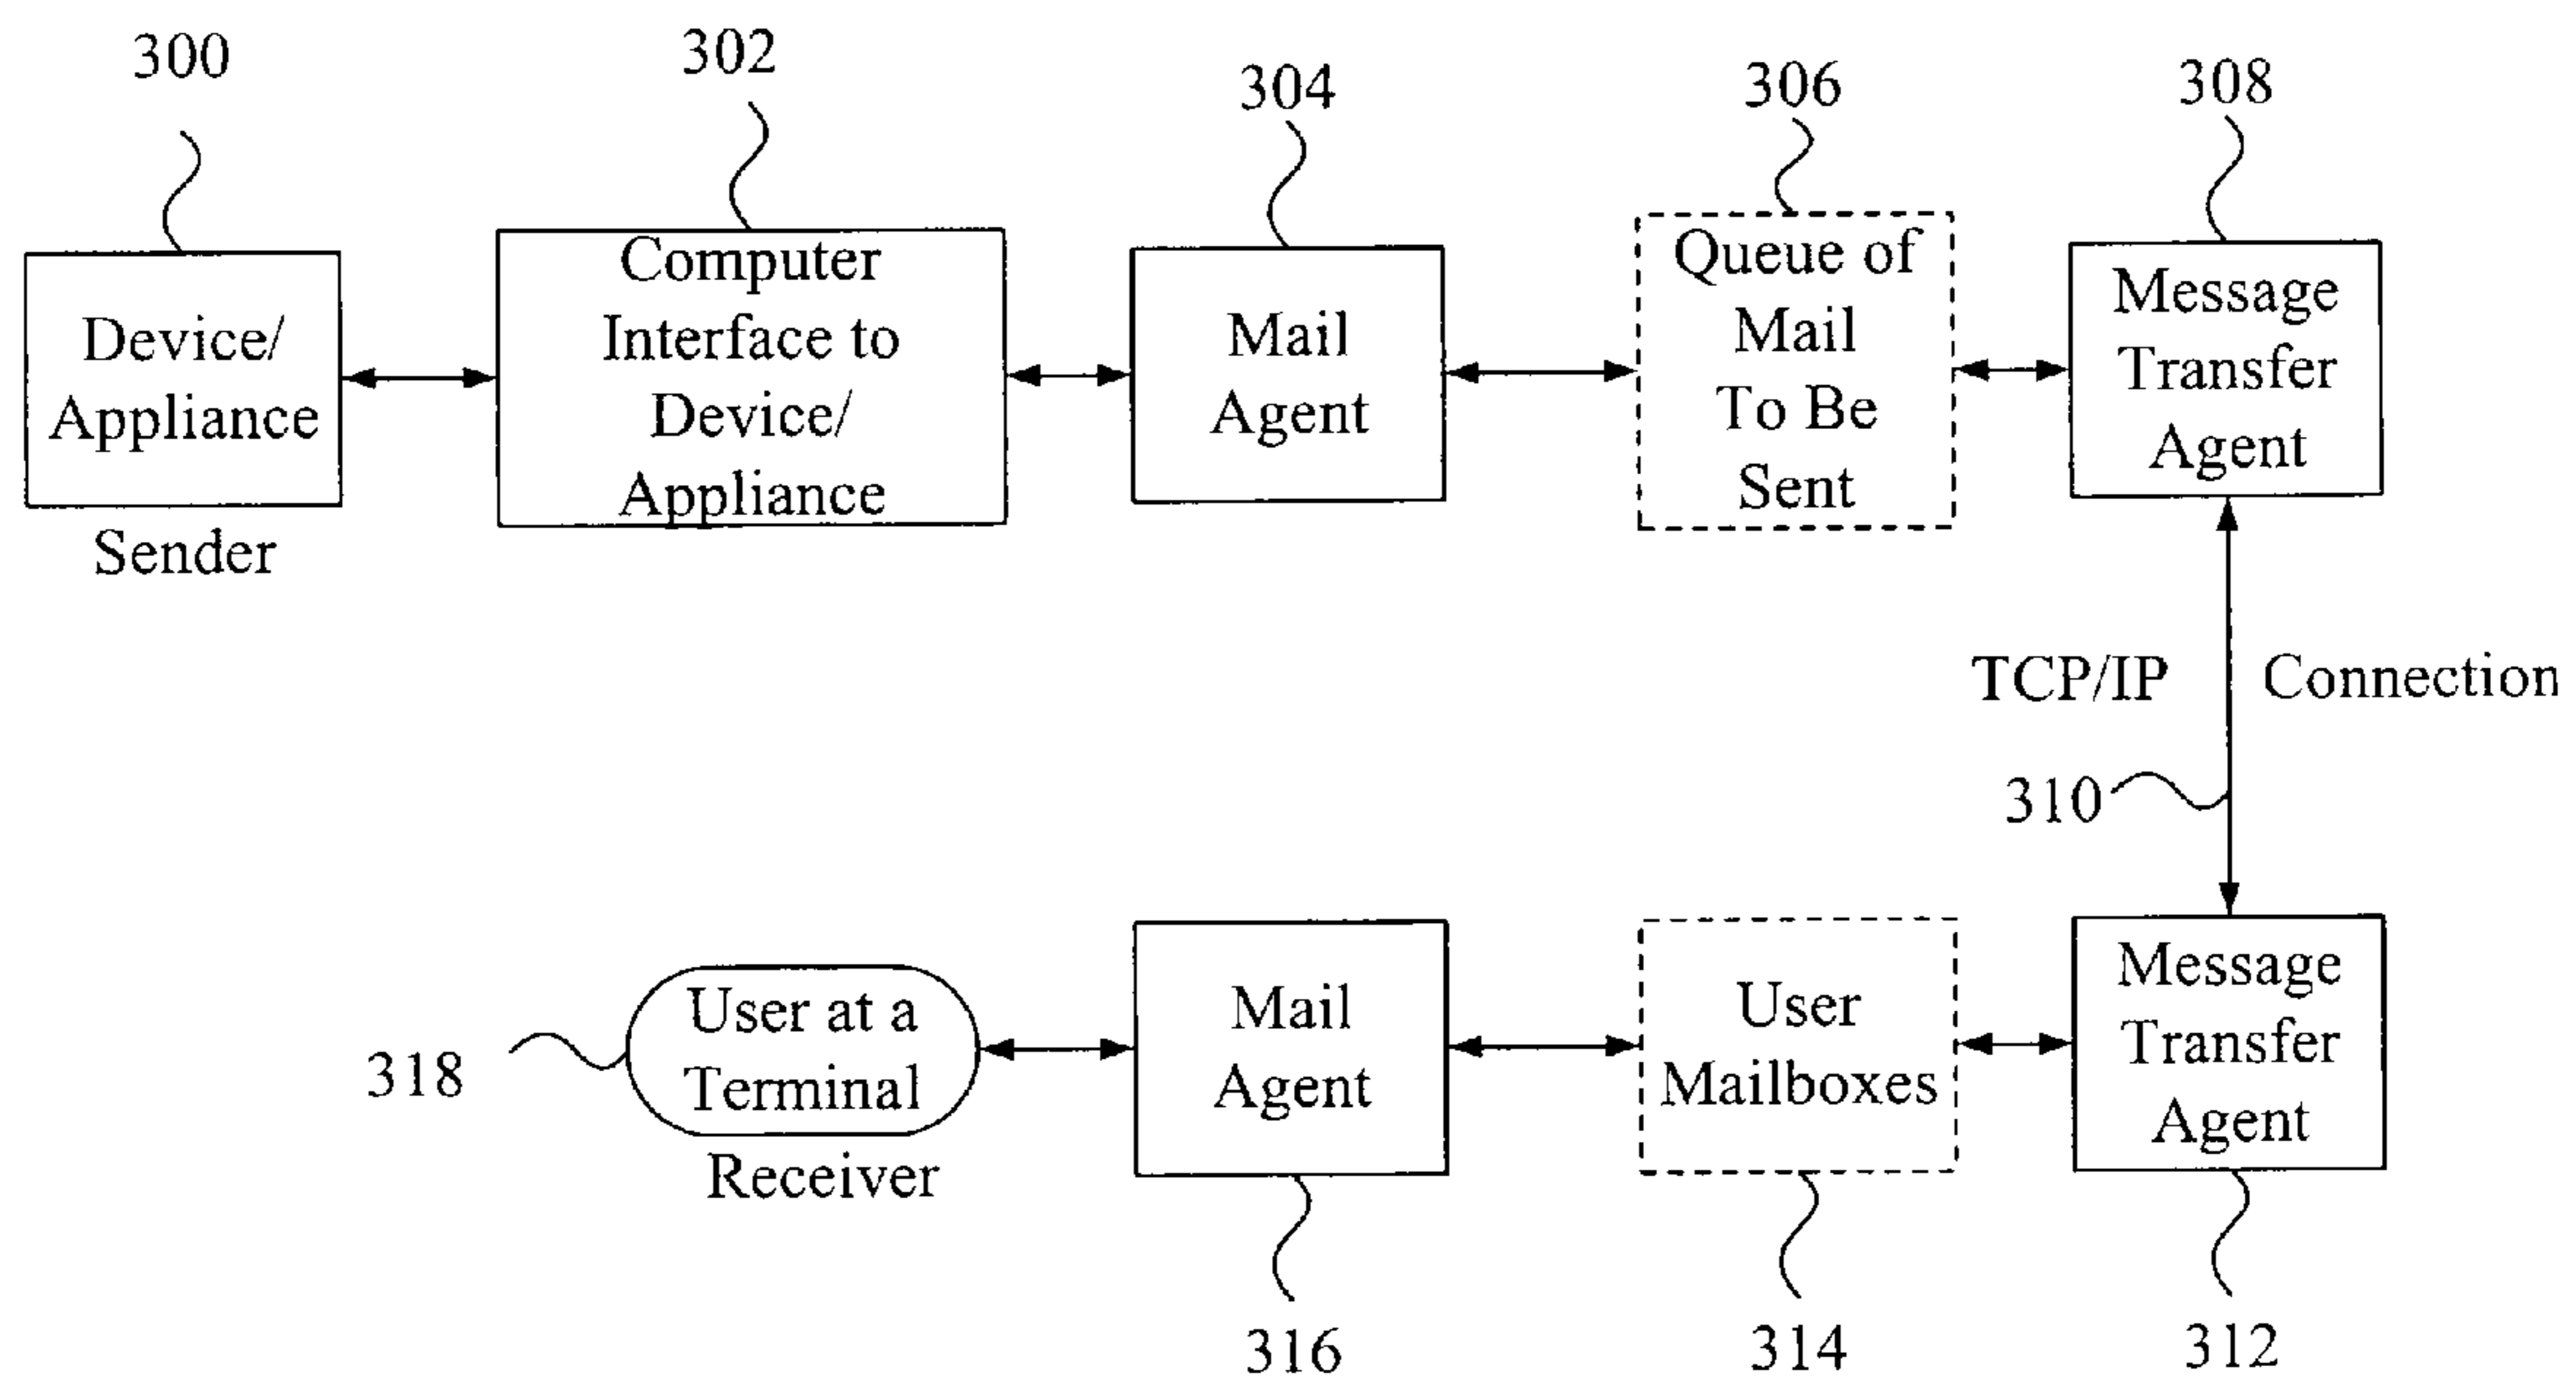 300
302
304
306
308
Device/
Appliance
Sender
Computer
Interface to
Device/
Appliance
Mail
Agent
Queue of
Mail
To Be
Sent
Message
Transfer
Agent
TCP/IP Connection
310
318
User at a
Terminal
Receiver
Mail
Agent
User
Mailboxes
Message
Transfer
Agent
316
314
312